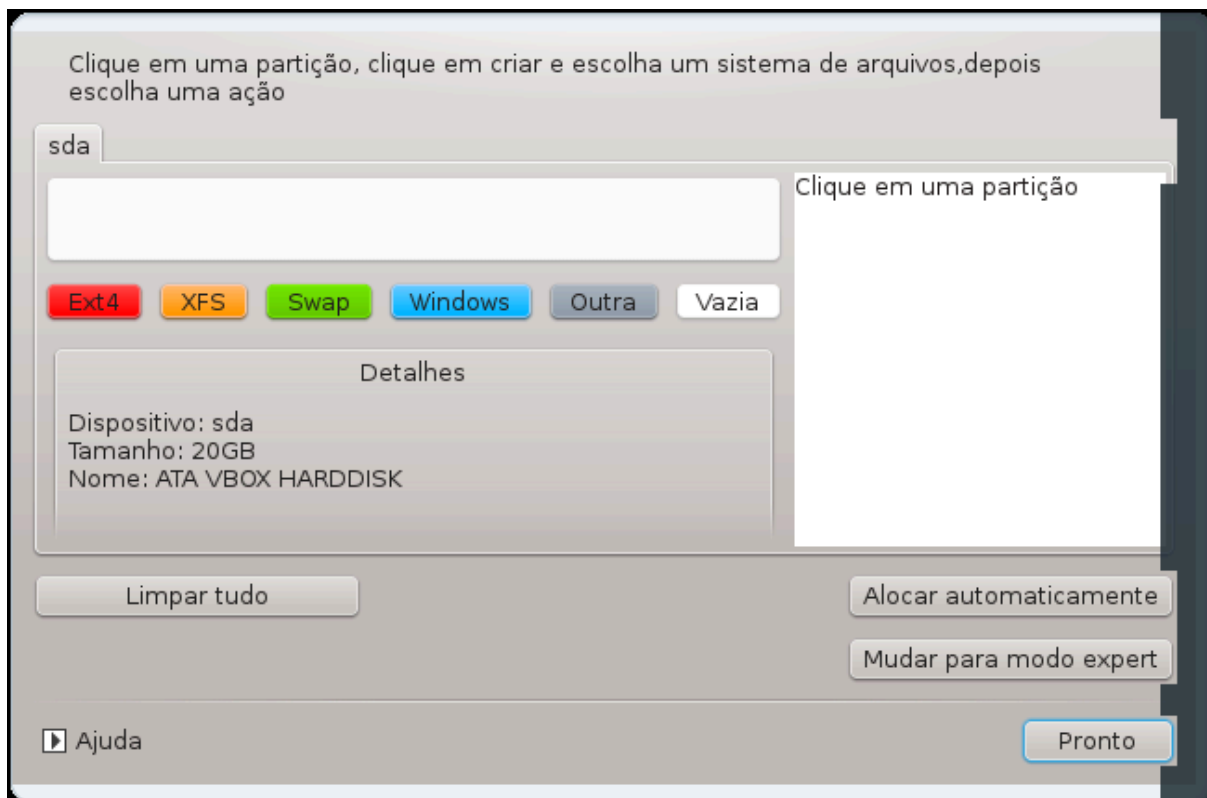 Clique em uma partição, clique em criar e escolha um sistema de arquivos,depois
escolha uma ação
sda
Clique em uma partição
Ext4
XFS
Swap
Windows
Outra
Vazia
Detalhes
Dispositivo: sda
Tamanho: 20GB
Nome: ATA VBOX HARDDISK
Limpar tudo
Alocar automaticamente
Mudar para modo expert
Ajuda
Pronto